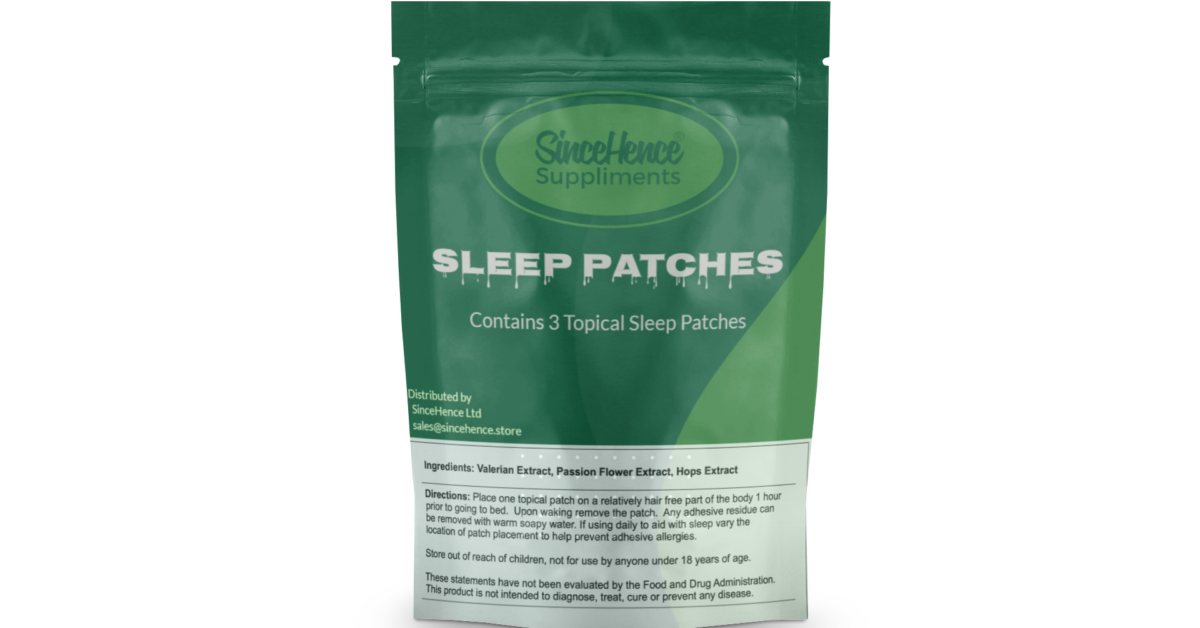 SinceHence®
Suppliments
SLEEP PATCHES
Contains 3 Topical Sleep Patches
Distributed by
SinceHence Ltd
sales@sincehence.store
Ingredients: Valerian Extract, Passion Flower Extract, Hops Extract
Directions: Place one topical patch on a relatively hair free part of the body 1 hour
prior to going to bed. Upon waking remove the patch. Any adhesive residue can
be removed with warm soapy water. If using daily to aid with sleep vary the
location of patch placement to help prevent adhesive allergies.
Store out of reach of children, not for use by anyone under 18 years of age.
These statements have not been evaluated by the Food and Drug Administration.
This product is not intended to diagnose, treat, cure or prevent any disease.